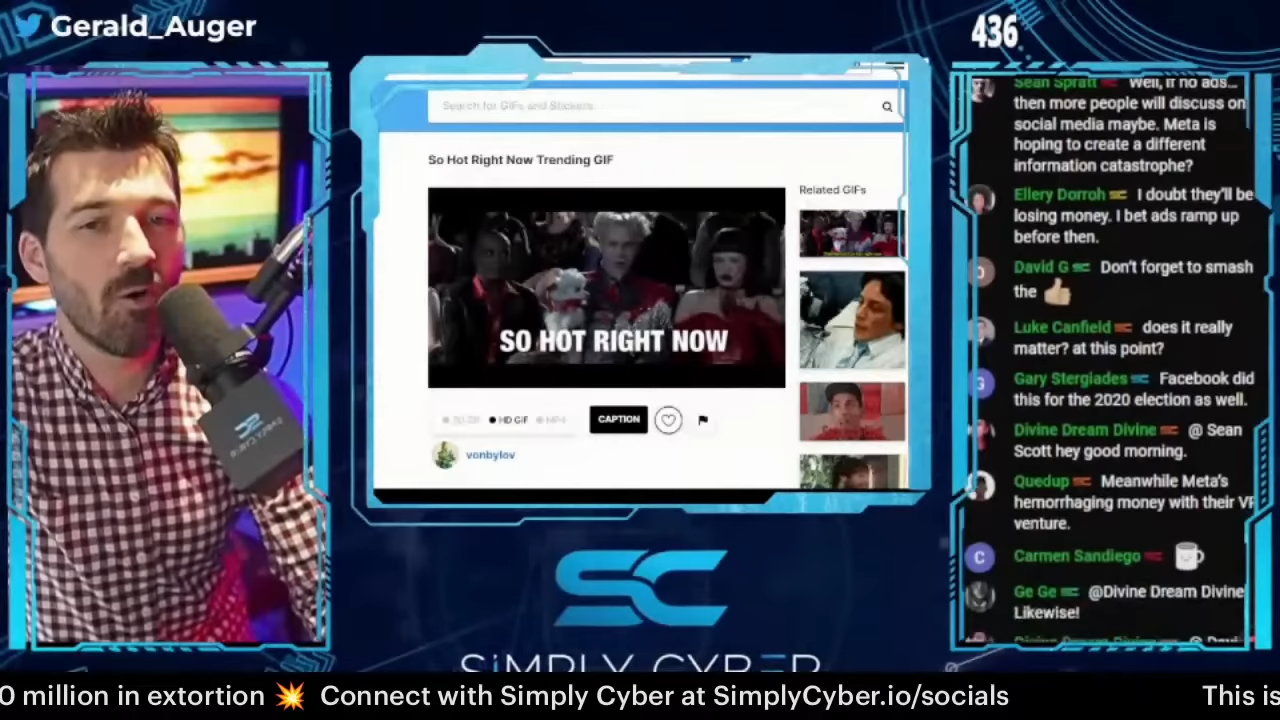 Gerald_Auger
436
Search for GIFs and Stickers
So Hot Right Now Trending GIF
Related GIFs
SO HOT RIGHT NOW
HD GIF
MP4
CAPTION
vonbylov
Sean Spratt Well, if no ads...
then more people will discuss on
social media maybe. Meta is
hoping to create a different
information catastrophe?
Ellery Dorroh I doubt they'll be
losing money. I bet ads ramp up
before then.
David G Don't forget to smash
the 👍
Luke Canfield does it really
matter? at this point?
Gary Stergiades Facebook did
this for the 2020 election as well.
Divine Dream Divine @ Sean
Scott hey good morning.
Quedup Meanwhile Meta's
hemorrhaging money with their VR
venture.
Carmen Sandiego
Ge Ge @Divine Dream Divine
Likewise!
SC
SIMPLY CYBER
0 million in extortion 💥 Connect with Simply Cyber at SimplyCyber.io/socials This is